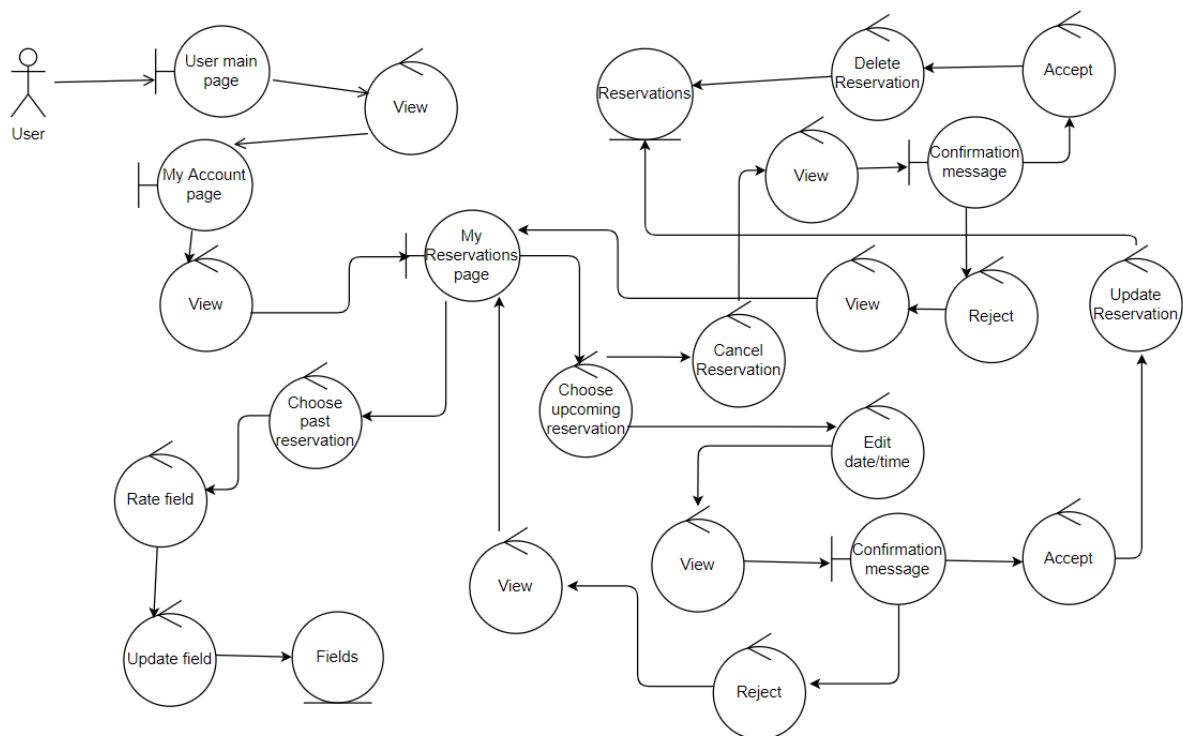 User main
page
View
User
My Account
page
View
My
Reservations
page
Reservations
Delete
Reservation
Accept
View
Confirmation
message
View
Reject
Update
Reservation
Cancel
Reservation
Choose
upcoming
reservation
Choose
past
reservation
Edit
date/time
Rate field
View
Confirmation
message
Accept
View
Update field
Fields
Reject